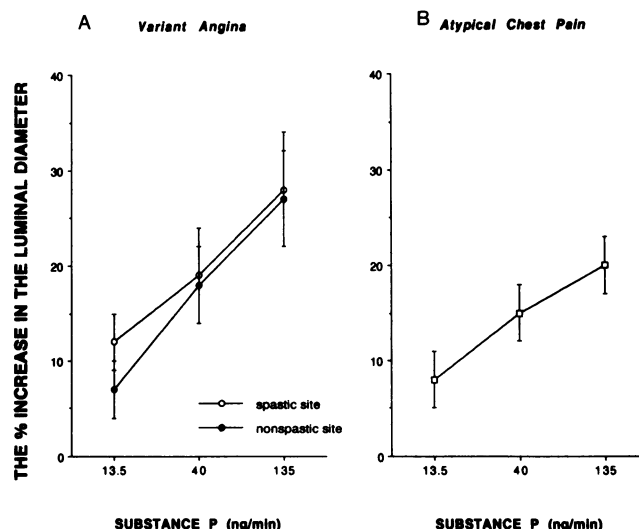 A Variant Angina
B Atypical Chest Pain
THE % INCREASE IN THE LUMINAL DIAMETER
40
30
20
10
0
spastic site
nonspastic site
13.5 40 135
SUBSTANCE P (ng/min)
40
30
20
10
0
13.5 40 135
SUBSTANCE P (ng/min)